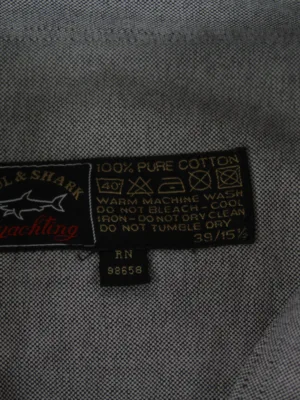 L & SHARK
yachting
100% PURE COTTON
40°
WARM MACHINE WASH
DO NOT BLEACH - COOL
IRON - DO NOT DRY CLEAN
DO NOT TUMBLE DRY
39/15½
RN
98658